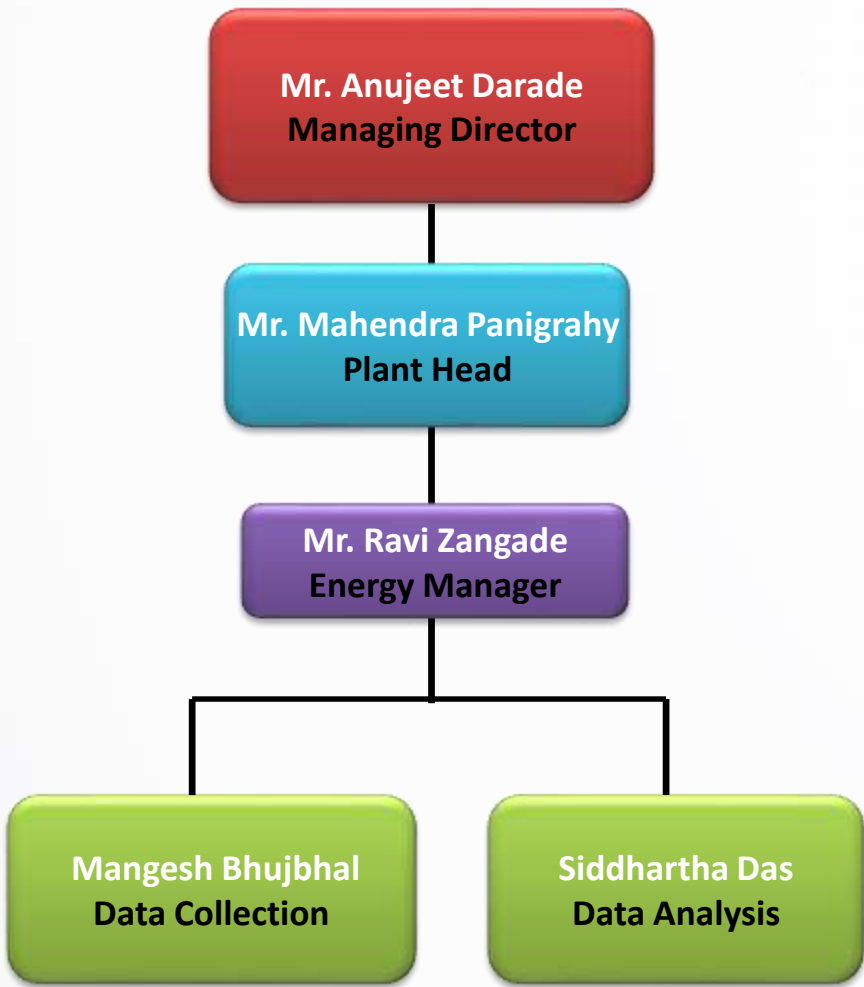 Mr. Anujeet Darade
Managing Director
Mr. Mahendra Panigrahy
Plant Head
Mr. Ravi Zangade
Energy Manager
Mangesh Bhujbhal
Data Collection
Siddhartha Das
Data Analysis